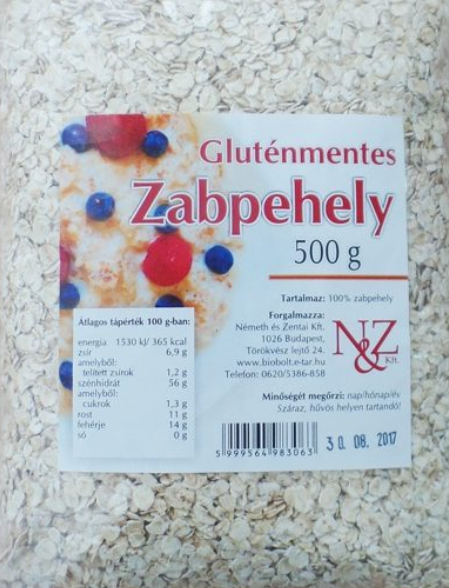 Gluténmentes
Zabpehely
500 g
Tartalmaz: 100% zabpehely
Forgalmazza:
Németh és Zentai Kft.
1026 Budapest,
Törökvész lejtő 24.
www.biobolt.e-tar.hu
Telefon: 0620/5386-858
N&Z
Kft.
Átlagos tápérték 100 g-ban:
energia 1530 kJ/ 365 kcal
zsír 6,9 g
amelyből:
telített zsírok 1,2 g
szénhidrát 56 g
amelyből:
cukrok 1,3 g
rost 11 g
fehérje 14 g
só 0 g
Minőségét megőrzi: nap/hónap/év
Száraz, hűvös helyen tartandó!
5 999564 983063
30. 08. 2017